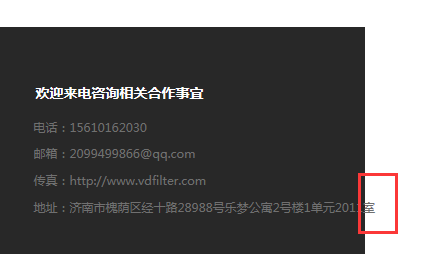 欢迎来电咨询相关合作事宜
电话：15610162030
邮箱：2099499866@qq.com
传真：http://www.vdfilter.com
地址：济南市槐荫区经十路28988号乐梦公寓2号楼1单元2011室